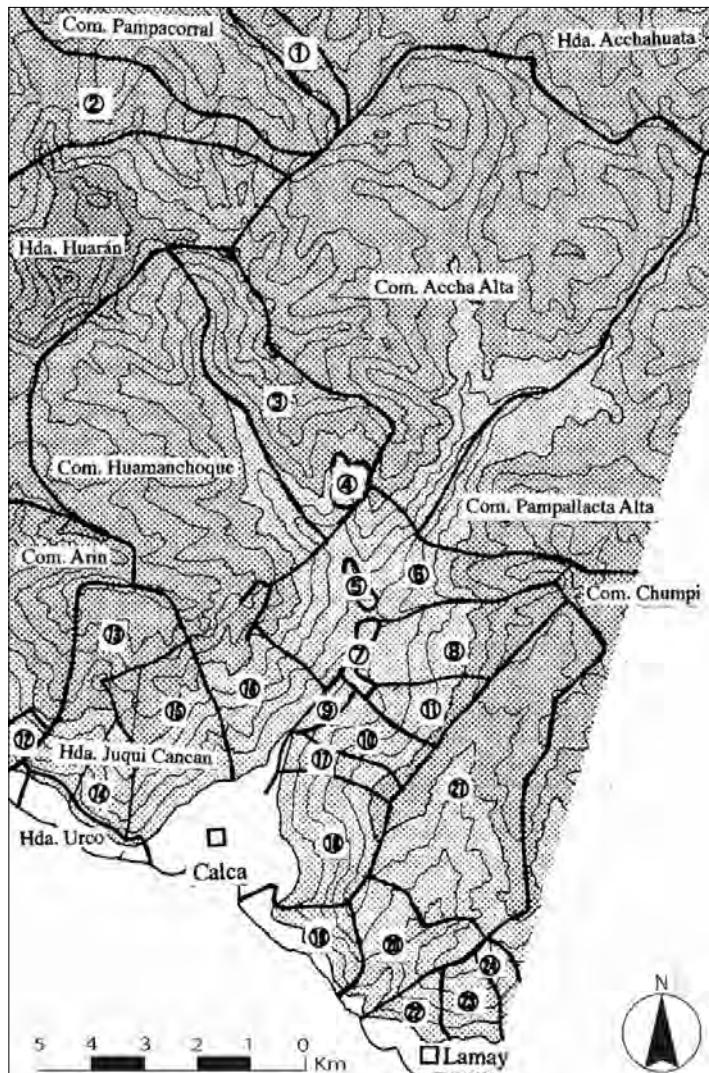 Com. Pampacorral
①
Hda. Acchahuata
②
Hda. Huarán
Com. Accha Alta
③
Com. Huamanchoque
④
Com. Pampallacta Alta
Com. Arin
⑤
⑥
Com. Chumpi
⑬
⑦
⑧
⑮
⑨
⑪
⑩
⑫
Hda. Juqui Cancan
⑰
⑭
㉑
Hda. Urco
Calca
⑱
⑲
⑳
㉔
㉓
㉒
N
5 4 3 2 1 0
Km
Lamay